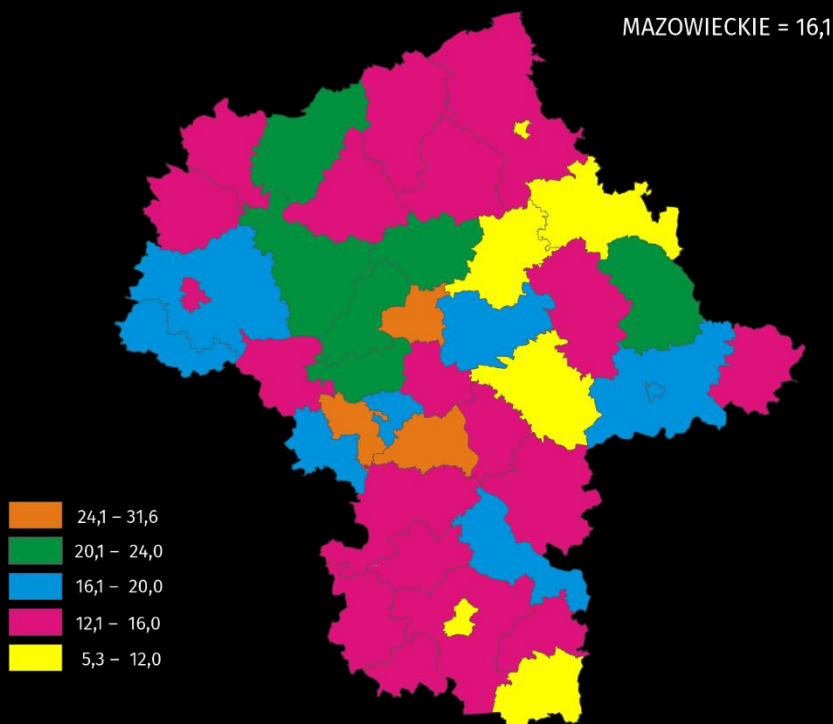 MAZOWIECKIE = 16,1
24,1 – 31,6
20,1 – 24,0
16,1 – 20,0
12,1 – 16,0
5,3 – 12,0